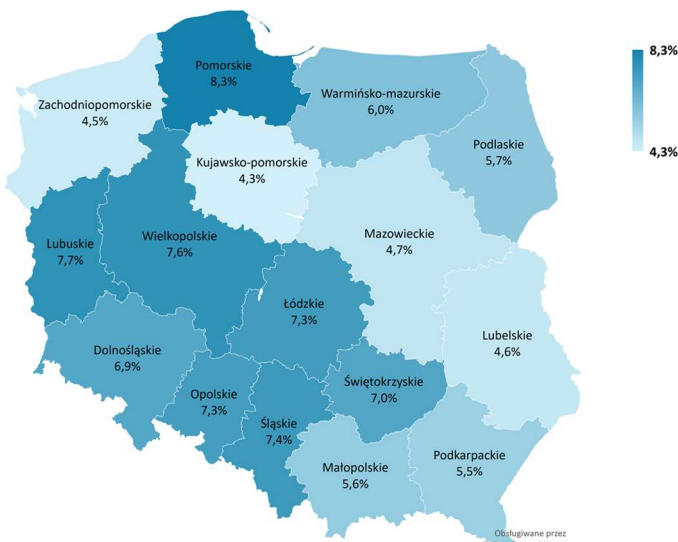 Pomorskie
8,3%
8,3%
Warmińsko-mazurskie
6,0%
Zachodniopomorskie
4,5%
Podlaskie
5,7%
4,3%
Kujawsko-pomorskie
4,3%
Mazowieckie
4,7%
Wielkopolskie
7,6%
Lubuskie
7,7%
Łódzkie
7,3%
Lubelskie
4,6%
Dolnośląskie
6,9%
Świętokrzyskie
7,0%
Opolskie
7,3%
Śląskie
7,4%
Podkarpackie
5,5%
Małopolskie
5,6%
Obsługiwane przez